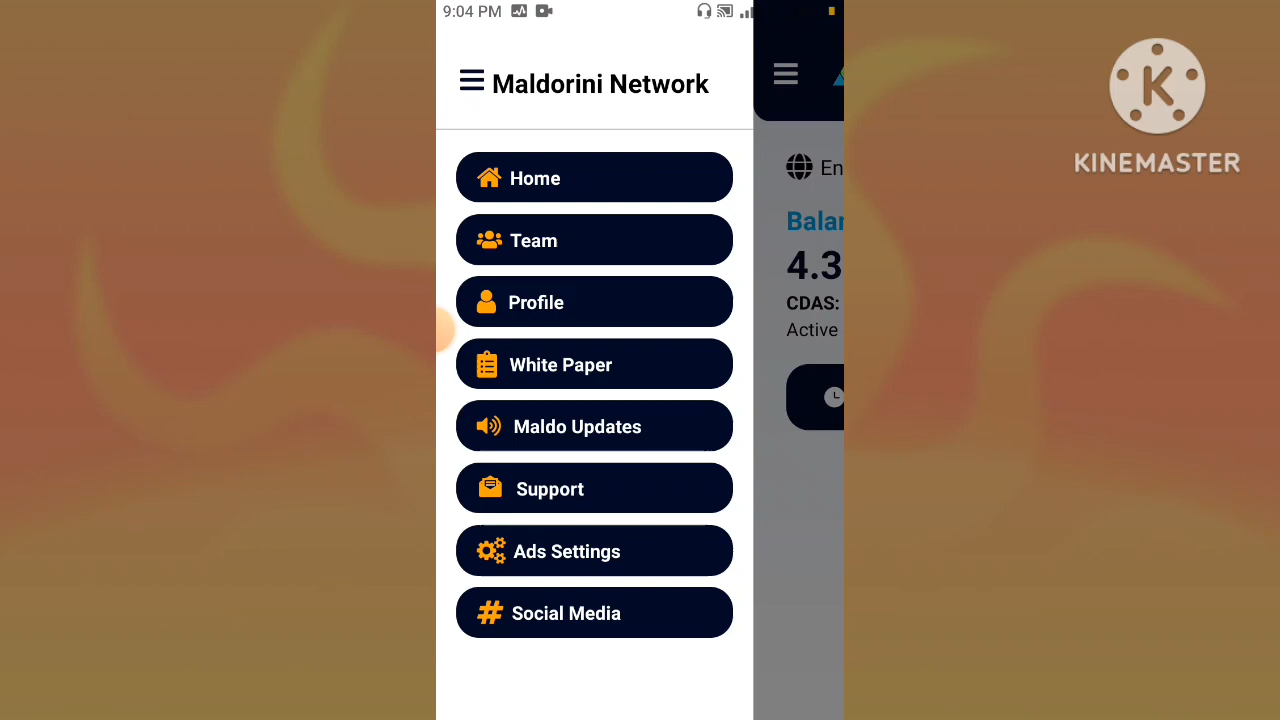 9:04 PM
Maldorini Network
Home
Team
Profile
White Paper
Maldo Updates
Support
Ads Settings
Social Media
En
Balan
4.3
CDAS:
Active
K
KINEMASTER